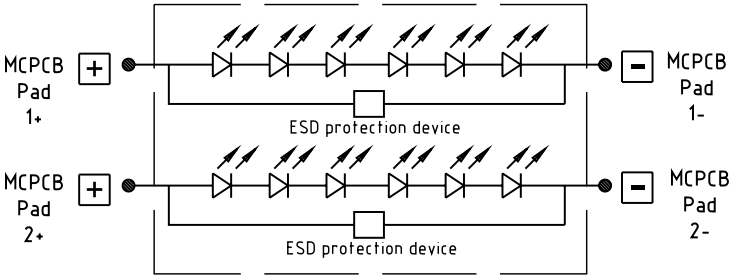 MCPCB
Pad
1+
+
-
MCPCB
Pad
1-
ESD protection device
MCPCB
Pad
2+
+
-
MCPCB
Pad
2-
ESD protection device